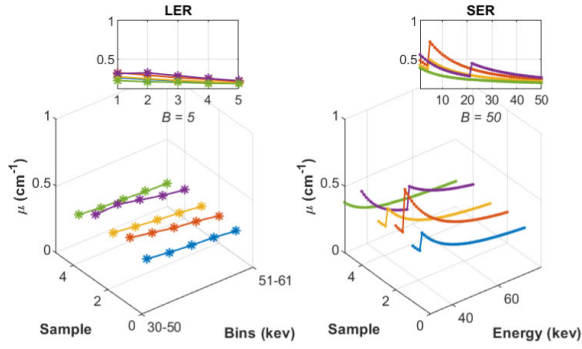 LER
1
0.5
1 2 3 4 5
B = 5
1
0.5
0
μ (cm⁻¹)
4
2
0
Sample
30-50
51-61
Bins (kev)
SER
1
0.5
10 20 30 40 50
B = 50
1
0.5
0
μ (cm⁻¹)
4
2
0
Sample
40
60
Energy (kev)